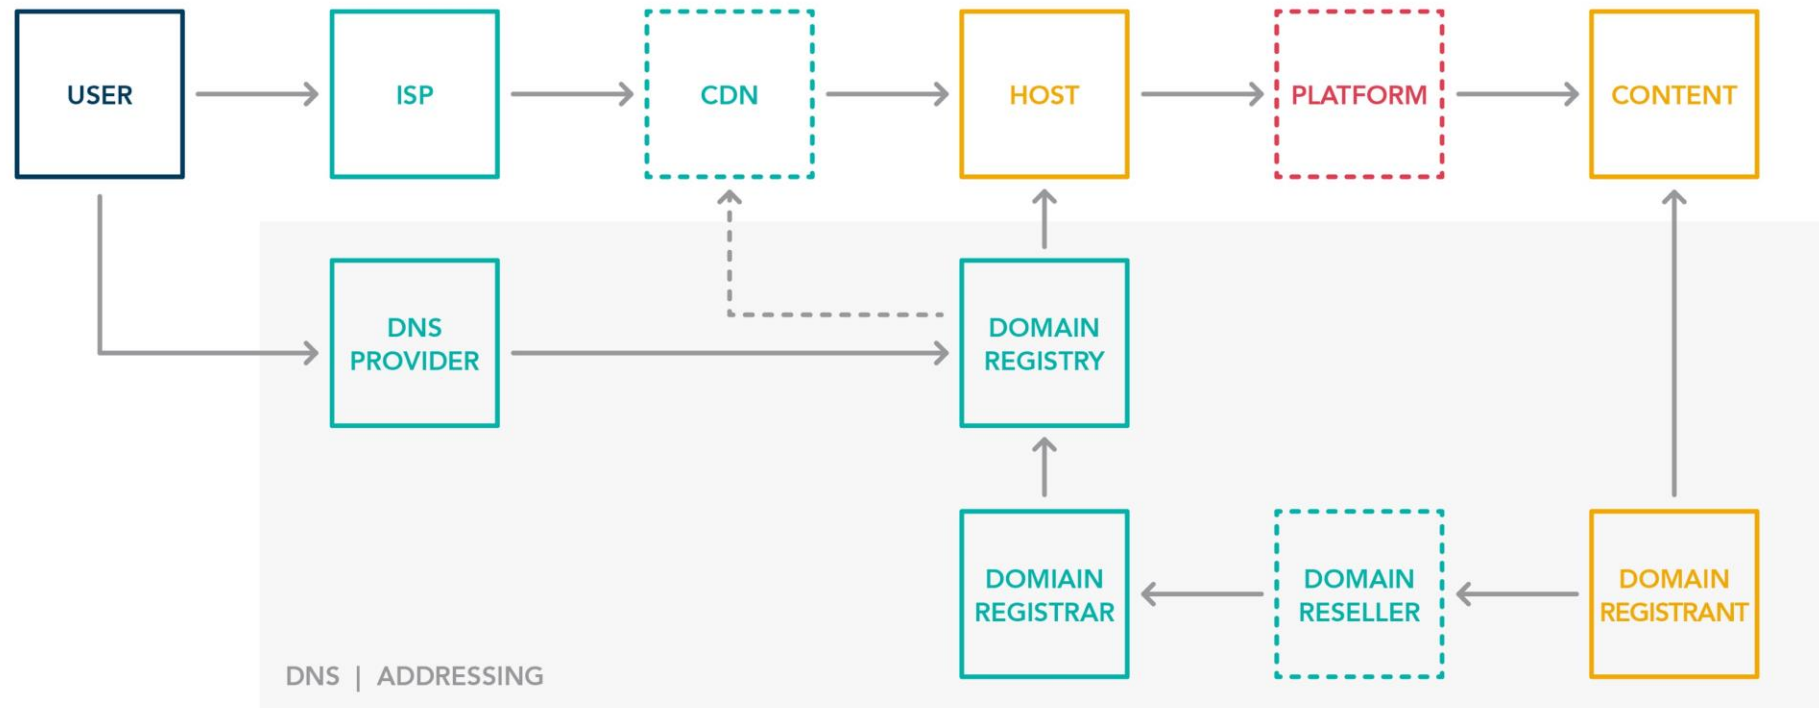 USER
ISP
CDN
HOST
PLATFORM
CONTENT
DNS
PROVIDER
DOMAIN
REGISTRY
DOMIAIN
REGISTRAR
DOMAIN
RESELLER
DOMAIN
REGISTRANT
DNS | ADDRESSING